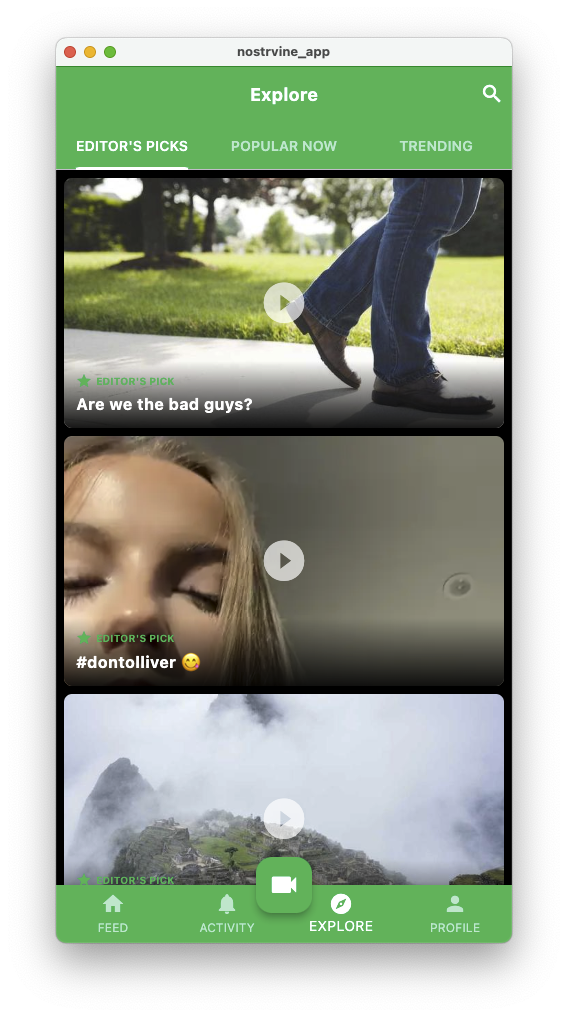 nostrvine_app
Explore
EDITOR'S PICKS POPULAR NOW TRENDING
EDITOR'S PICK
Are we the bad guys?
EDITOR'S PICK
#dontolliver 😋
EDITOR'S PICK
FEED ACTIVITY EXPLORE PROFILE